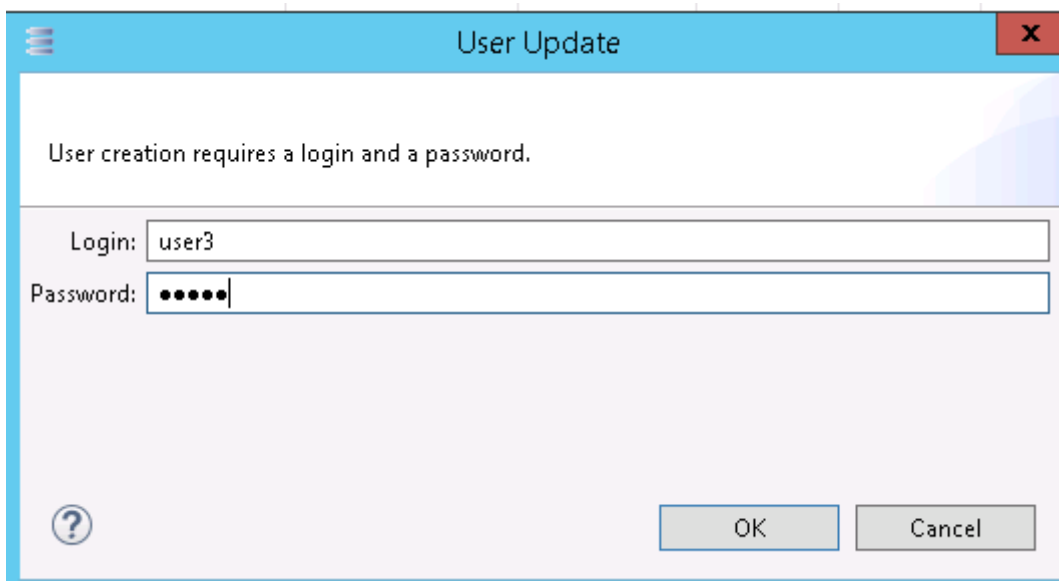 User Update
x
User creation requires a login and a password.
Login: user3
Password: •••••
?
OK Cancel